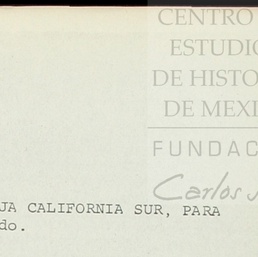 CENTRO
ESTUDIO
DE HISTO
DE MEXI
FUNDAC
Carlos
JA CALIFORNIA SUR, PARA
do.